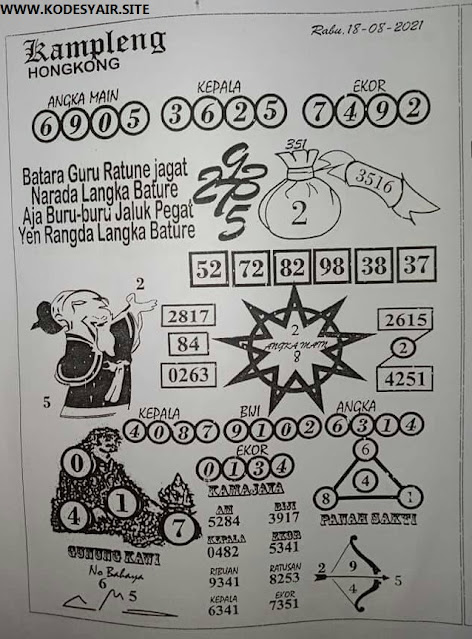 WWW.KODESYAIR.SITE
Kampleng
HONGKONG
Rabu, 18-08-2021
ANGKA MAIN
6905
KEPALA
3625
EKOR
7492
Batara Guru Ratune jagat
Narada Langka Bature
Aja Buru-buru Jaluk Pegat
Yen Rangda Langka Bature
351
2
3516
52 72 82 98 38 37
2
5
2817
84
0263
2
ANGKA MAIN
8
2615
2
4251
KEPALA BIJI ANGKA
408791026314
EKOR
0134
0
4
1
7
GUNUNG KAWI
No Bahaya
6
5
KAMAJAYA
AM
5284
BIJI
3917
KEPALA
0482
EKOR
5341
RIBUAN
9341
RATUSAN
8253
KEPALA
6341
EKOR
7351
6
4
8
1
PANAH SAKTI
2
9
4
5